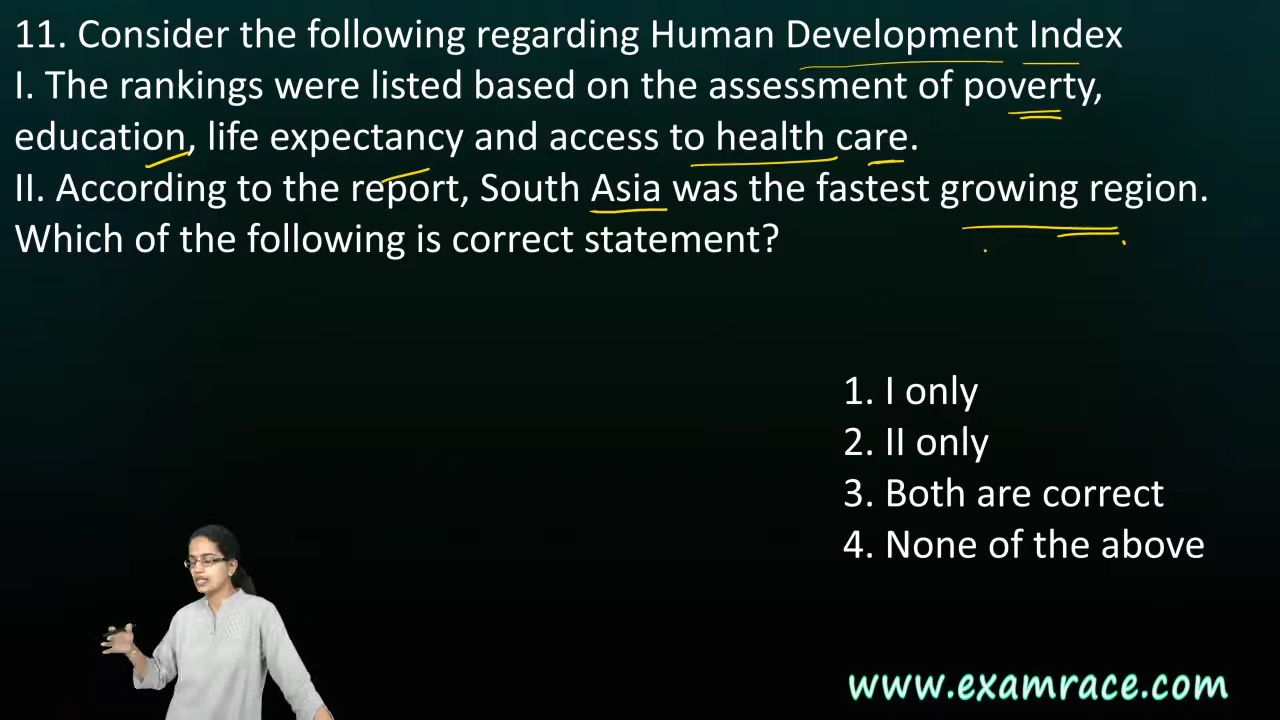 11. Consider the following regarding Human Development Index
I. The rankings were listed based on the assessment of poverty,
education, life expectancy and access to health care.
II. According to the report, South Asia was the fastest growing region.
Which of the following is correct statement?
1. I only
2. II only
3. Both are correct
4. None of the above
www.examrace.com